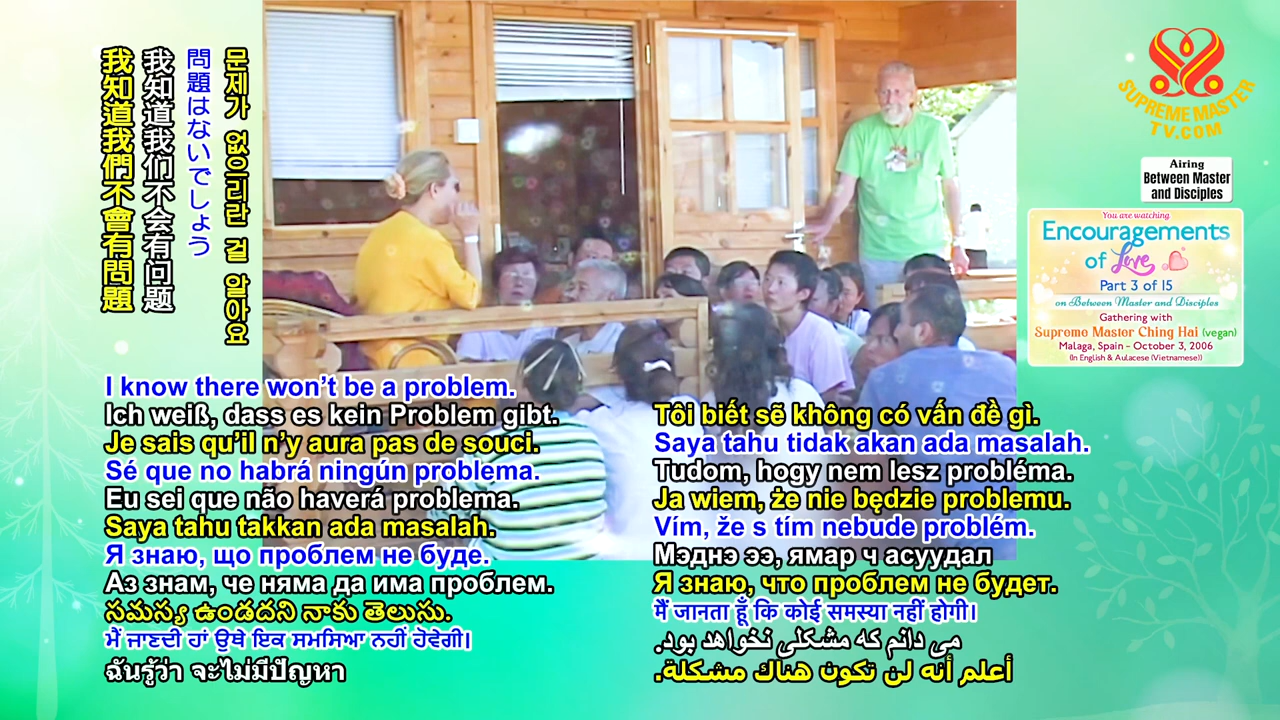 문제가 없으리란 걸 알아요
問題はないでしょう
我知道我们不会有问题
我知道我們不會有問題
SUPREME MASTER
TV.COM
Airing
Between Master
and Disciples
You are watching
Encouragements
of Love
Part 3 of 15
on Between Master and Disciples
Gathering with
Supreme Master Ching Hai (vegan)
Malaga, Spain - October 3, 2006
(In English & Aulacese (Vietnamese))
I know there won’t be a problem.
Ich weiß, dass es kein Problem gibt.
Je sais qu’il n’y aura pas de souci.
Sé que no habrá ningún problema.
Eu sei que não haverá problema.
Saya tahu takkan ada masalah.
Я знаю, що проблем не буде.
Аз знам, че няма да има проблем.
సమస్య ఉండదని నాకు తెలుసు.
ਮੈਂ ਜਾਣਦੀ ਹਾਂ ਉਥੇ ਇਕ ਸਮਸਿਆ ਨਹੀਂ ਹੋਵੇਗੀ।
ฉันรู้ว่า จะไม่มีปัญหา
Tôi biết sẽ không có vấn đề gì.
Saya tahu tidak akan ada masalah.
Tudom, hogy nem lesz probléma.
Ja wiem, że nie będzie problemu.
Vím, že s tím nebude problém.
Мэднэ ээ, ямар ч асуудал
Я знаю, что проблем не будет.
मैं जानता हूँ कि कोई समस्या नहीं होगी।
می دانم که مشکلی نخواهد بود.
أعلم أنه لن تكون هناك مشكلة.